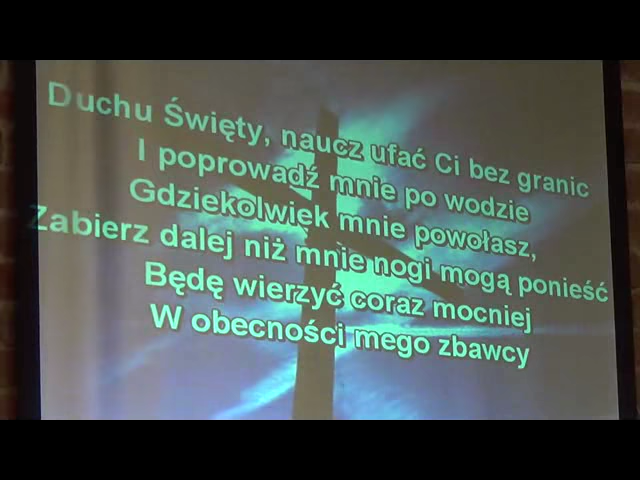 Duchu Święty, naucz ufać Ci bez granic
I poprowadź mnie po wodzie
Gdziekolwiek mnie powołasz,
Zabierz dalej niż mnie nogi mogą ponieść
Będę wierzyć coraz mocniej
W obecności mego zbawcy